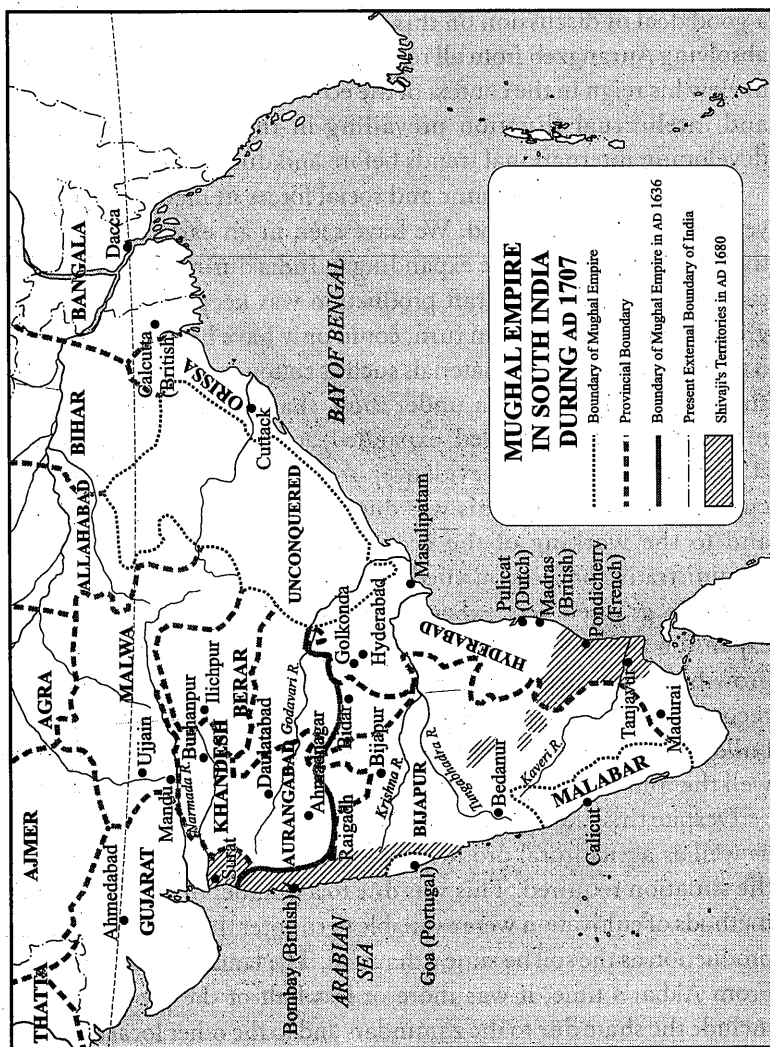 THATTA
AJMER
AGRA
ALLAHABAD
BIHAR
BANGALA
Ahmedabad
GUJARAT
Ujjain
MALWA
Mandu
Narmada R.
Dacca
Calcutta
(British)
ORISSA
Cuttack
Burhanpur
Ilichpur
KHANDESH
BERAR
Surat
Daulatabad
AURANGABAD
Godavari R.
UNCONQUERED
Ahmadnagar
Bombay (British)
ARABIAN
SEA
BAY OF BENGAL
Raigadh
Bidar
Golkonda
Hyderabad
Bijapur
Krishna R.
Masulipatam
BIJAPUR
Goa (Portugal)
Tungabhadra R.
HYDERABAD
Bedanur
Pulicat
(Dutch)
Madras
(British)
Pondicherry
(French)
Kaveri R.
Calicut
MALABAR
Tanjavur
Madurai
MUGHAL EMPIRE
IN SOUTH INDIA
DURING AD 1707
Boundary of Mughal Empire
Provincial Boundary
Boundary of Mughal Empire in AD 1636
Present External Boundary of India
Shivaji's Territories in AD 1680